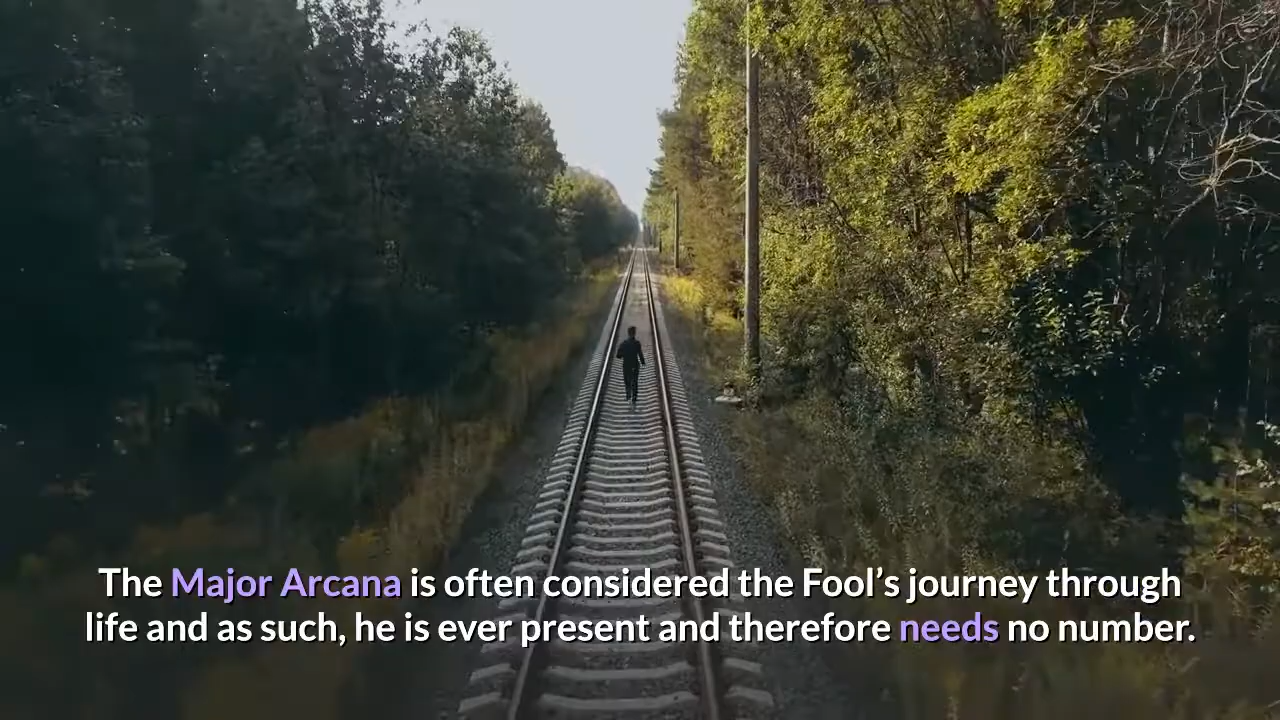 The Major Arcana is often considered the Fool’s journey through
life and as such, he is ever present and therefore needs no number.